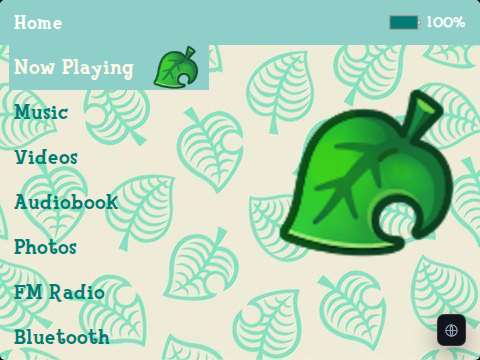 Home
100%
Now Playing
Music
Videos
Audiobook
Photos
FM Radio
Bluetooth